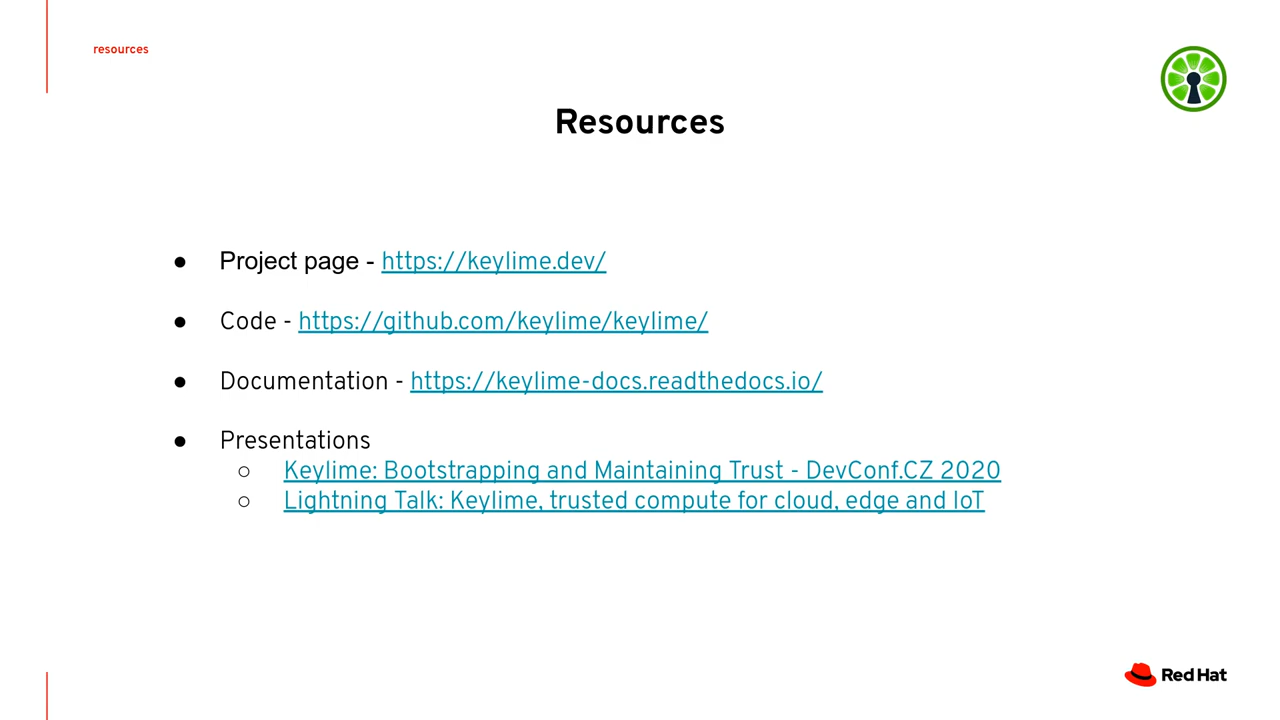 resources
Resources
● Project page - https://keylime.dev/
● Code - https://github.com/keylime/keylime/
● Documentation - https://keylime-docs.readthedocs.io/
● Presentations
○ Keylime: Bootstrapping and Maintaining Trust - DevConf.CZ 2020
○ Lightning Talk: Keylime, trusted compute for cloud, edge and IoT
Red Hat